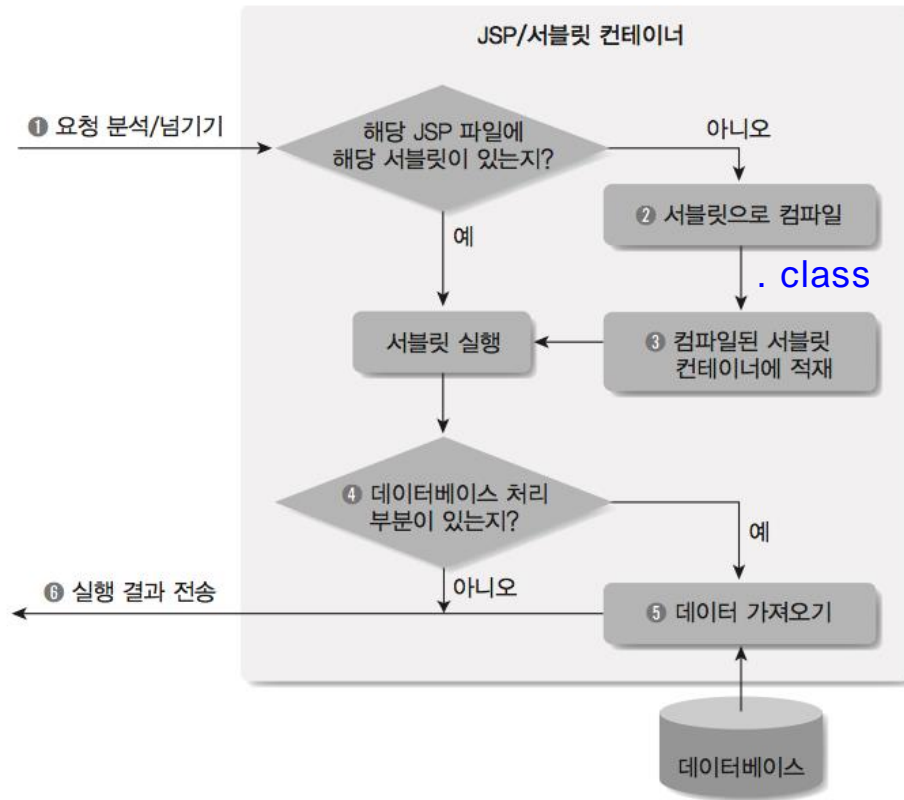 JSP/서블릿 컨테이너
❶ 요청 분석/넘기기
해당 JSP 파일에
해당 서블릿이 있는지?
아니오
❷ 서블릿으로 컴파일
예
. class
서블릿 실행
❸ 컴파일된 서블릿
컨테이너에 적재
❹ 데이터베이스 처리
부분이 있는지?
예
아니오
❺ 데이터 가져오기
❻ 실행 결과 전송
데이터베이스